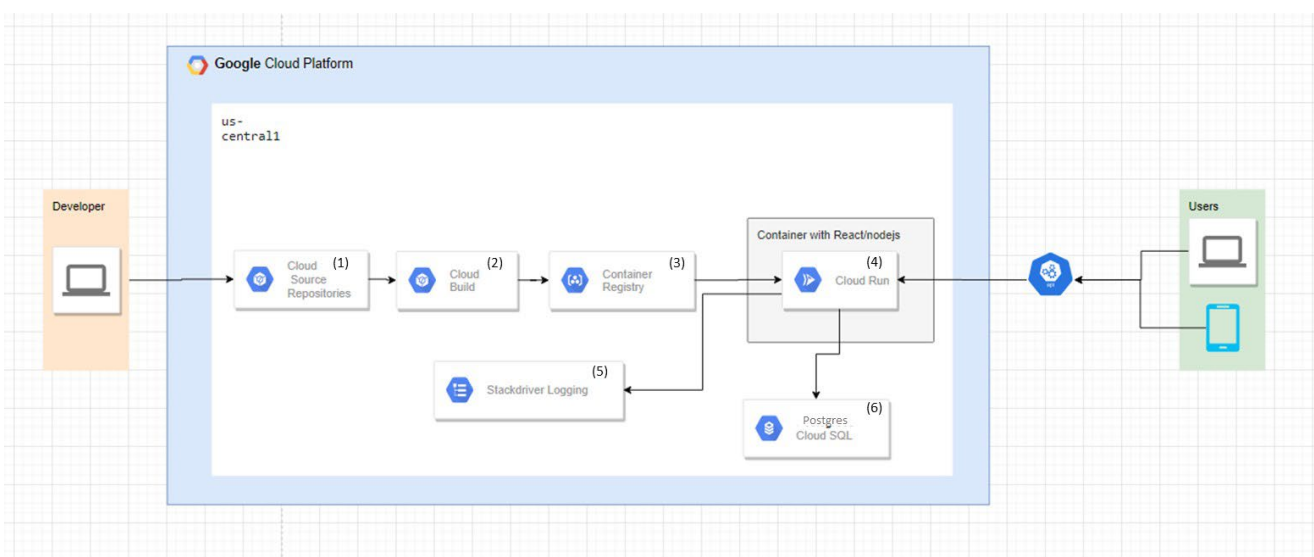 Google Cloud Platform
us-
central1
Developer
Users
Container with React/nodejs
Cloud (1)
Source
Repositories
Cloud (2)
Build
Container (3)
Registry
(4)
Cloud Run
api
(5)
Stackdriver Logging
(6)
Postgres
Cloud SQL